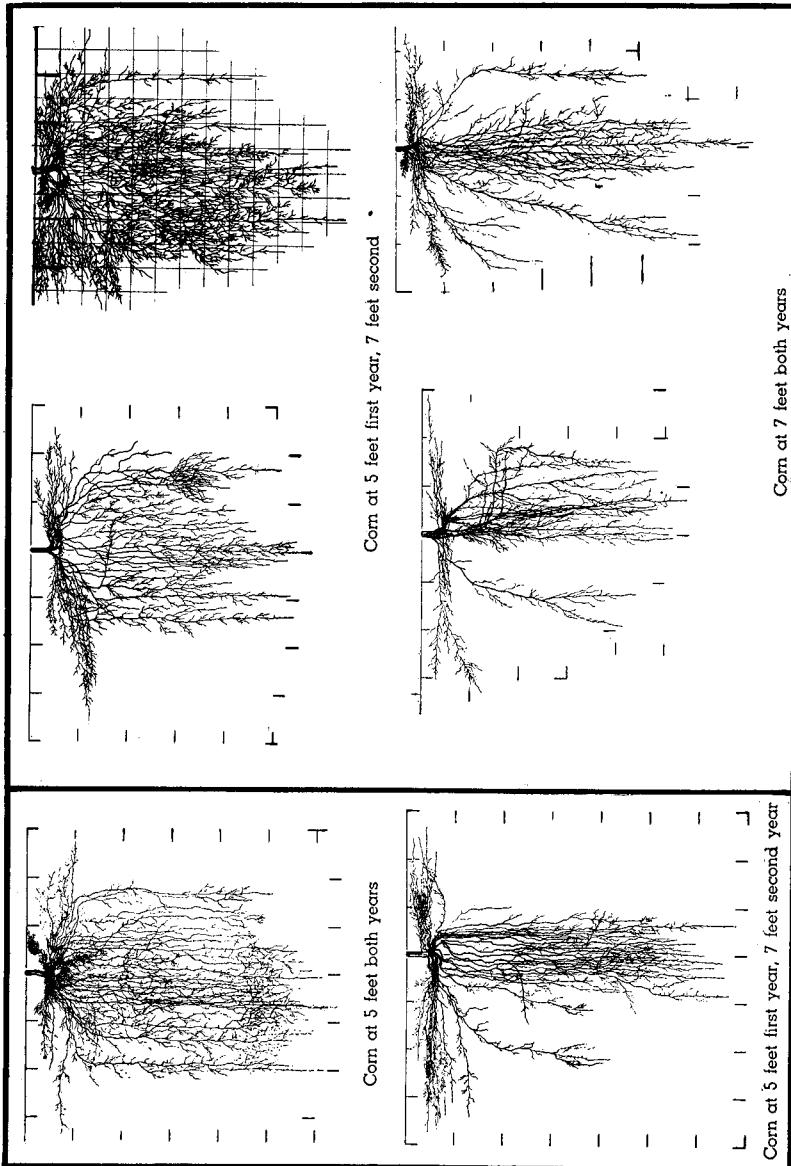 Corn at 5 feet first year, 7 feet second
Corn at 7 feet both years
Corn at 5 feet both years
Corn at 5 feet first year, 7 feet second year